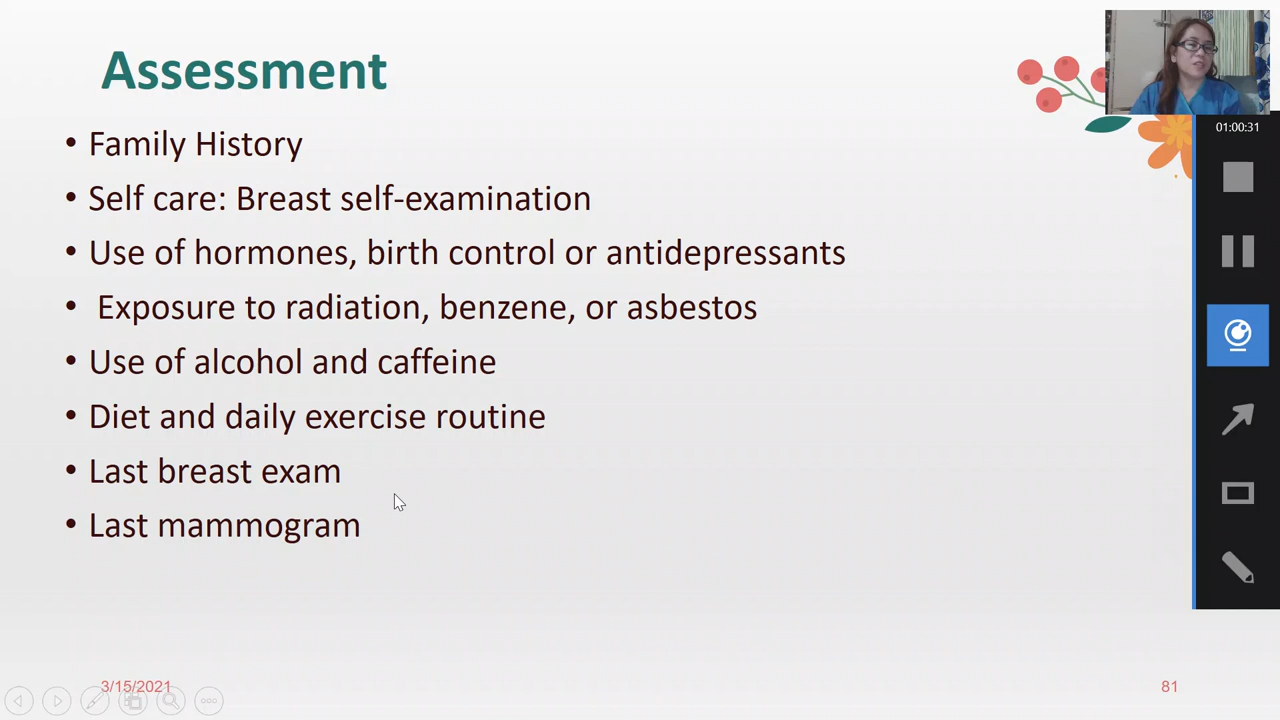 Assessment
01:00:31
• Family History
• Self care: Breast self-examination
• Use of hormones, birth control or antidepressants
• Exposure to radiation, benzene, or asbestos
• Use of alcohol and caffeine
• Diet and daily exercise routine
• Last breast exam
• Last mammogram
3/15/2021
81